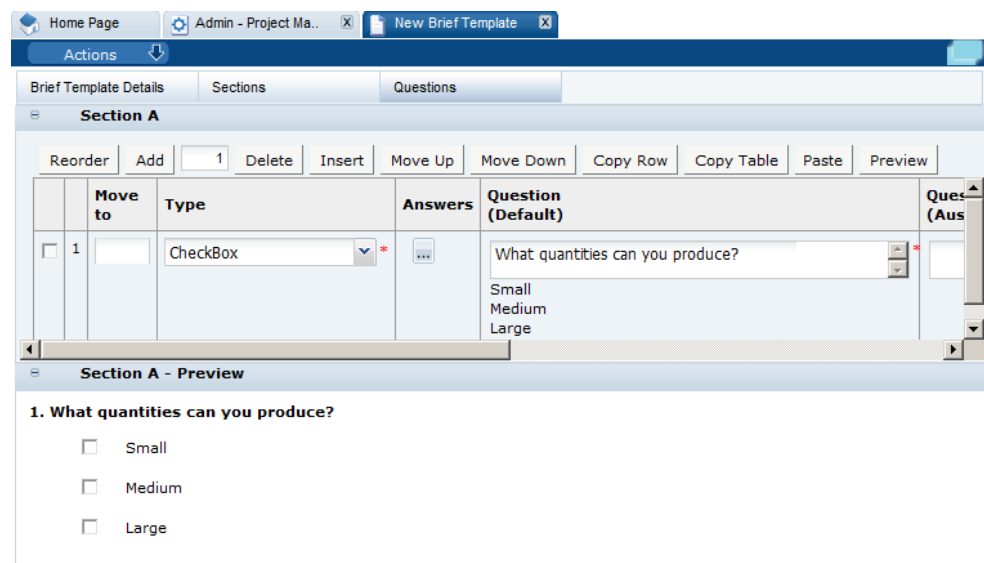 Home Page Admin - Project Ma.. X New Brief Template X
Actions
Brief Template Details Sections Questions
Section A
Reorder Add 1 Delete Insert Move Up Move Down Copy Row Copy Table Paste Preview
Move to Type Answers Question (Default) Ques (Aus
1 CheckBox * ... What quantities can you produce? *
Small
Medium
Large
Section A - Preview
1. What quantities can you produce?
Small
Medium
Large